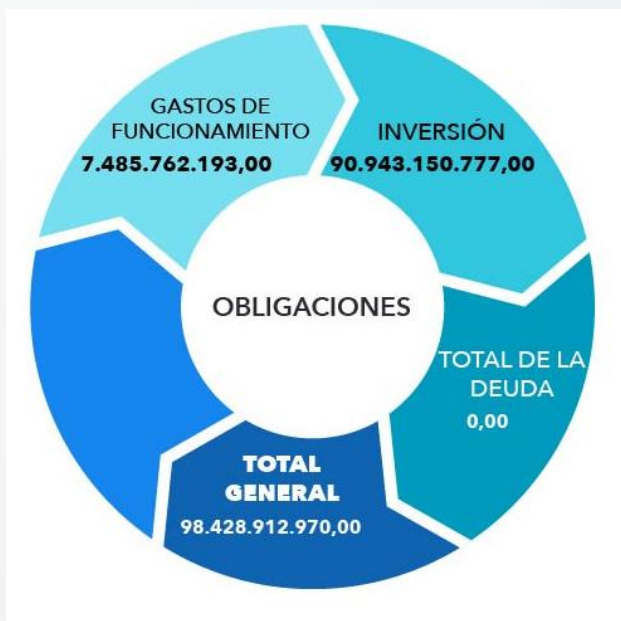 GASTOS DE
FUNCIONAMIENTO
7.485.762.193,00
INVERSIÓN
90.943.150.777,00
OBLIGACIONES
TOTAL DE LA
DEUDA
0,00
TOTAL
GENERAL
98.428.912.970,00